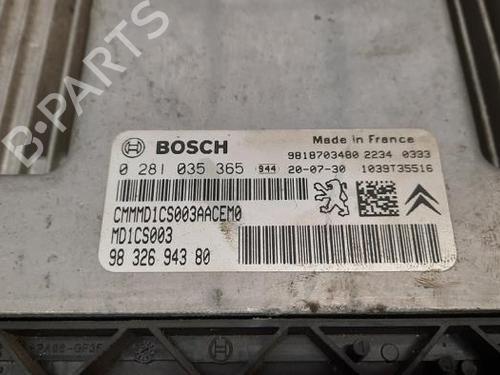 BOSCH
Made in France
0 281 035 365 944
9818703480 2234 0333
20-07-30 1039T35516
CMMMD1CS003AACEM0
MD1CS003
98 326 943 80
B-PARTS